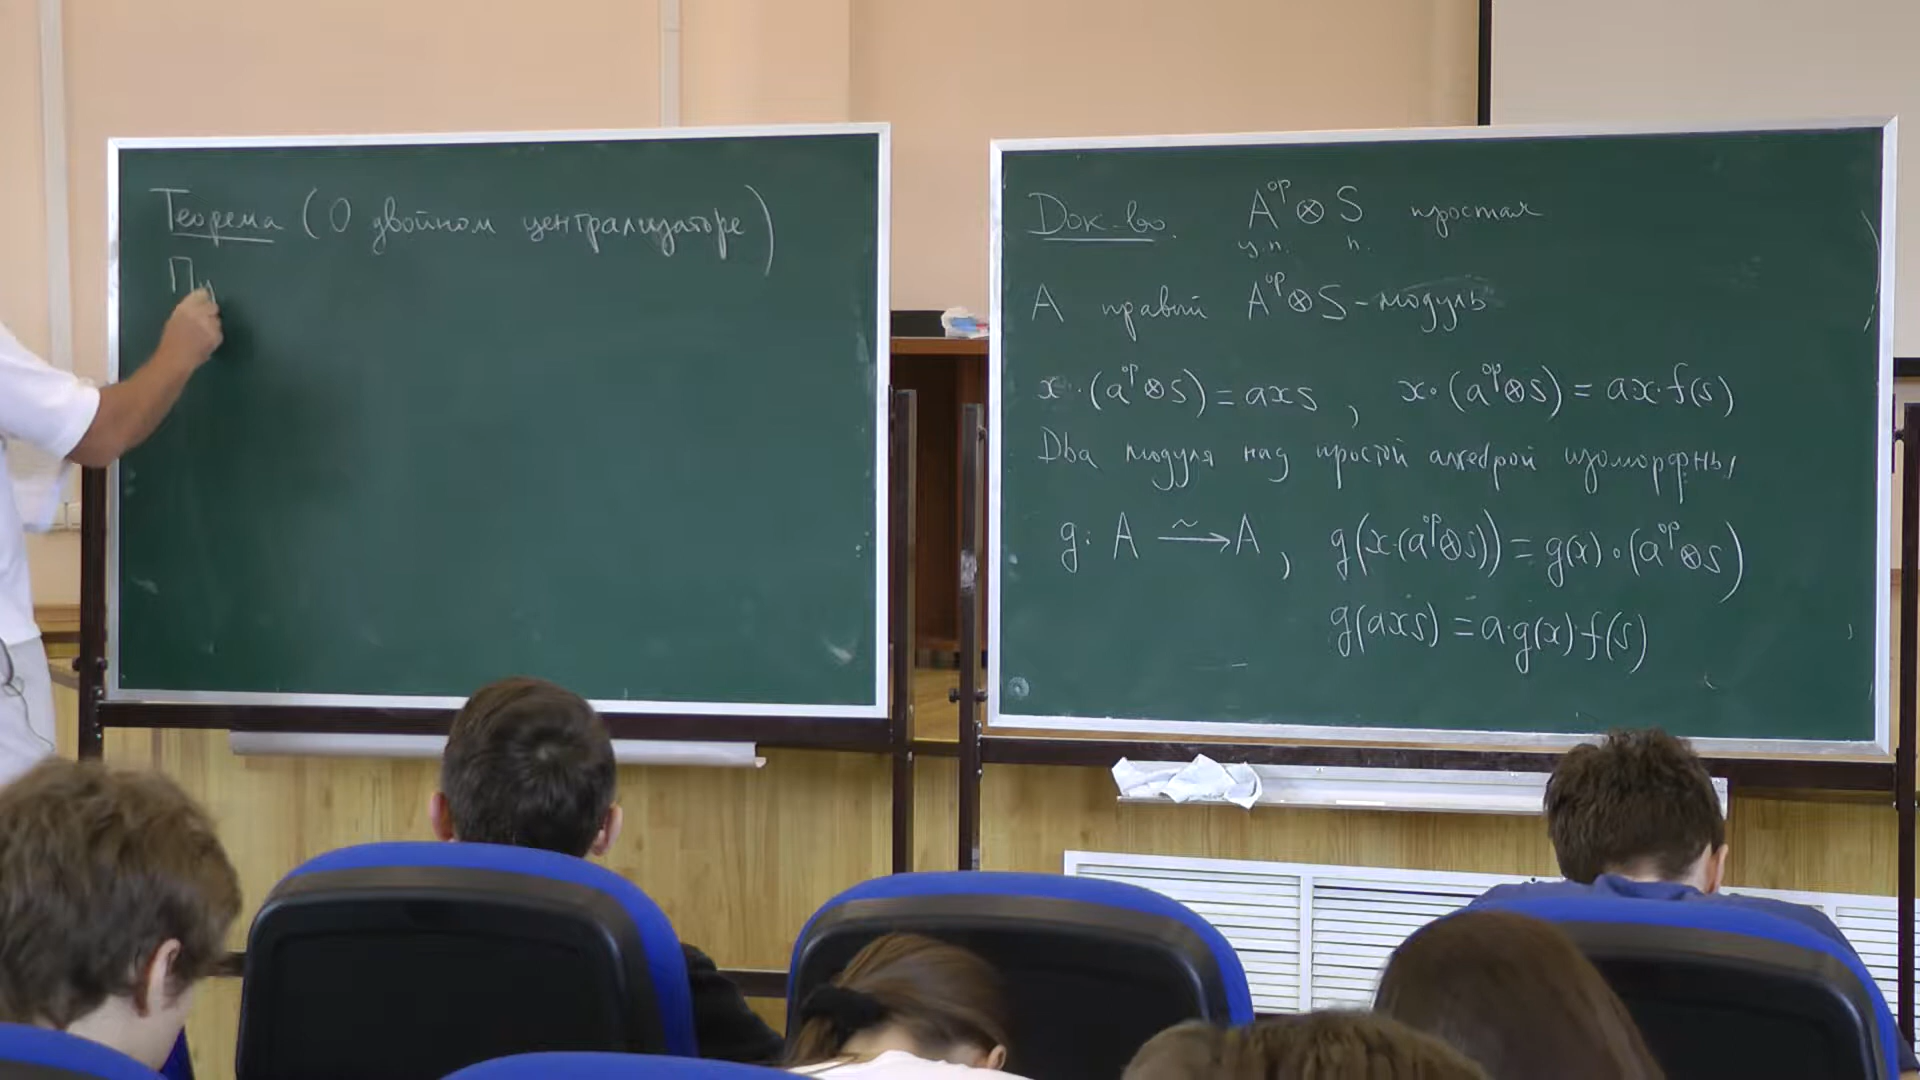 Теорема (О двойном централизаторе)
Пу
Док-во. A^op ⊗ S простая
ц.п. п.
A правый A^op ⊗ S-модуль
x·(a^op⊗s) = axs, x∘(a^op⊗s) = ax·f(s)
Два модуля над простой алгеброй изоморфны
g: A ⥲ A, g(x·(a^op⊗s)) = g(x)∘(a^op⊗s)
g(axs) = a·g(x)·f(s)